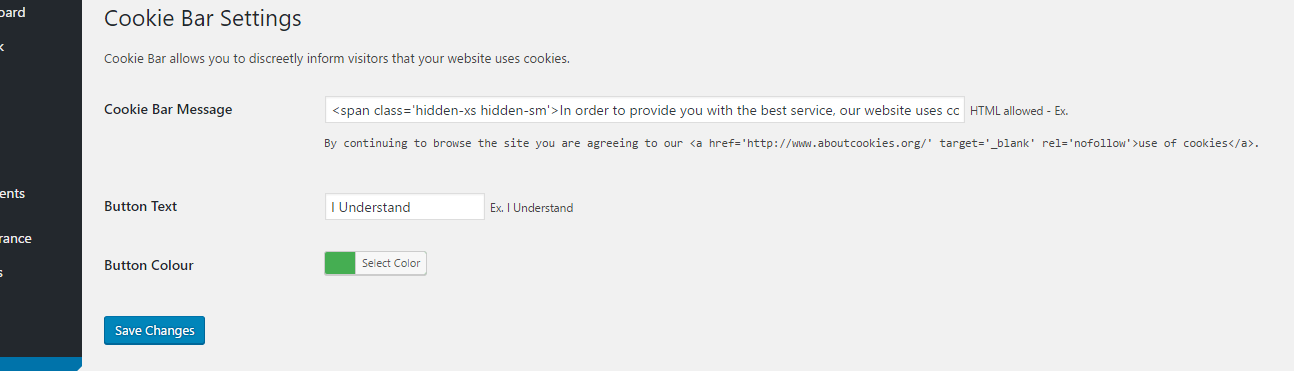 Cookie Bar Settings
Cookie Bar allows you to discreetly inform visitors that your website uses cookies.
Cookie Bar Message
<span class='hidden-xs hidden-sm'>In order to provide you with the best service, our website uses cc
HTML allowed - Ex.
By continuing to browse the site you are agreeing to our <a href='http://www.aboutcookies.org/' target='_blank' rel='nofollow'>use of cookies</a>.
ents
Button Text
I Understand
Ex. I Understand
rance
Button Colour
Select Color
s
Save Changes